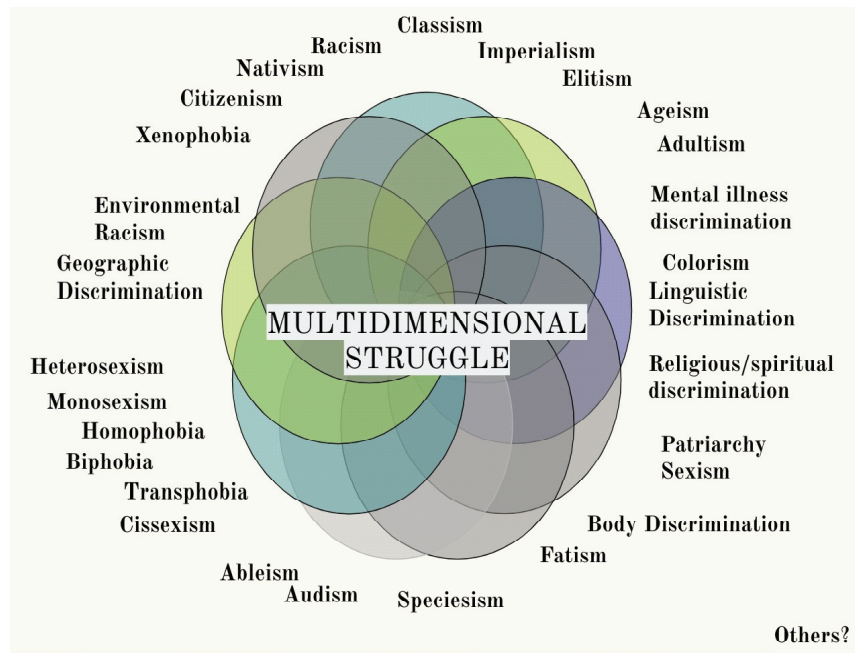 Classism
Racism
Imperialism
Nativism
Elitism
Citizenism
Ageism
Xenophobia
Adultism
Environmental
Racism
Mental illness
discrimination
Geographic
Discrimination
Colorism
Linguistic
Discrimination
MULTIDIMENSIONAL
STRUGGLE
Heterosexism
Religious/spiritual
discrimination
Monosexism
Homophobia
Patriarchy
Sexism
Biphobia
Transphobia
Cissexism
Body Discrimination
Fatism
Ableism
Audism
Speciesism
Others?